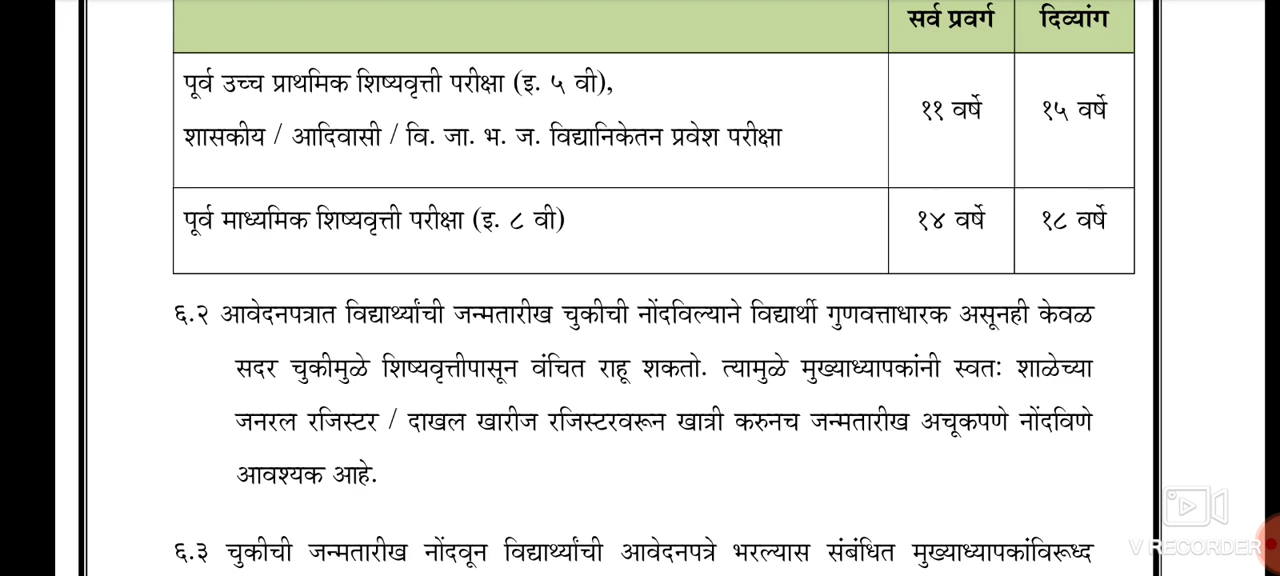 सर्व प्रवर्ग दिव्यांग
पूर्व उच्च प्राथमिक शिष्यवृत्ती परीक्षा (इ. ५ वी),
शासकीय / आदिवासी / वि. जा. भ. ज. विद्यानिकेतन प्रवेश परीक्षा
११ वर्षे १५ वर्षे
पूर्व माध्यमिक शिष्यवृत्ती परीक्षा (इ. ८ वी) १४ वर्षे १८ वर्षे
६.२ आवेदनपत्रात विद्यार्थ्यांची जन्मतारीख चुकीची नोंदविल्याने विद्यार्थी गुणवत्ताधारक असूनही केवळ
सदर चुकीमुळे शिष्यवृत्तीपासून वंचित राहू शकतो. त्यामुळे मुख्याध्यापकांनी स्वतः शाळेच्या
जनरल रजिस्टर / दाखल खारीज रजिस्टरवरून खात्री करुनच जन्मतारीख अचूकपणे नोंदविणे
आवश्यक आहे.
६.३ चुकीची जन्मतारीख नोंदवून विद्यार्थ्यांची आवेदनपत्रे भरल्यास संबंधित मुख्याध्यापकांविरूध्द
V RECORDER